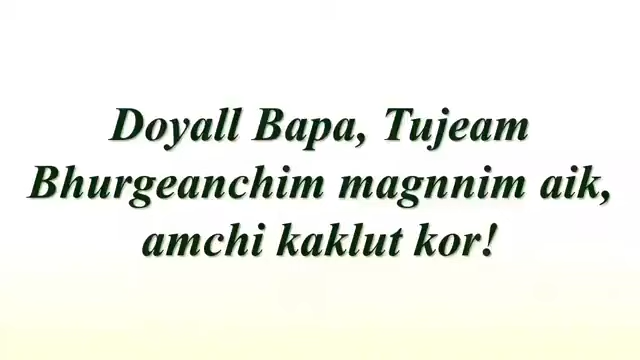 Doyall Bapa, Tujeam
Bhurgeanchim magnnim aik,
amchi kaklut kor!